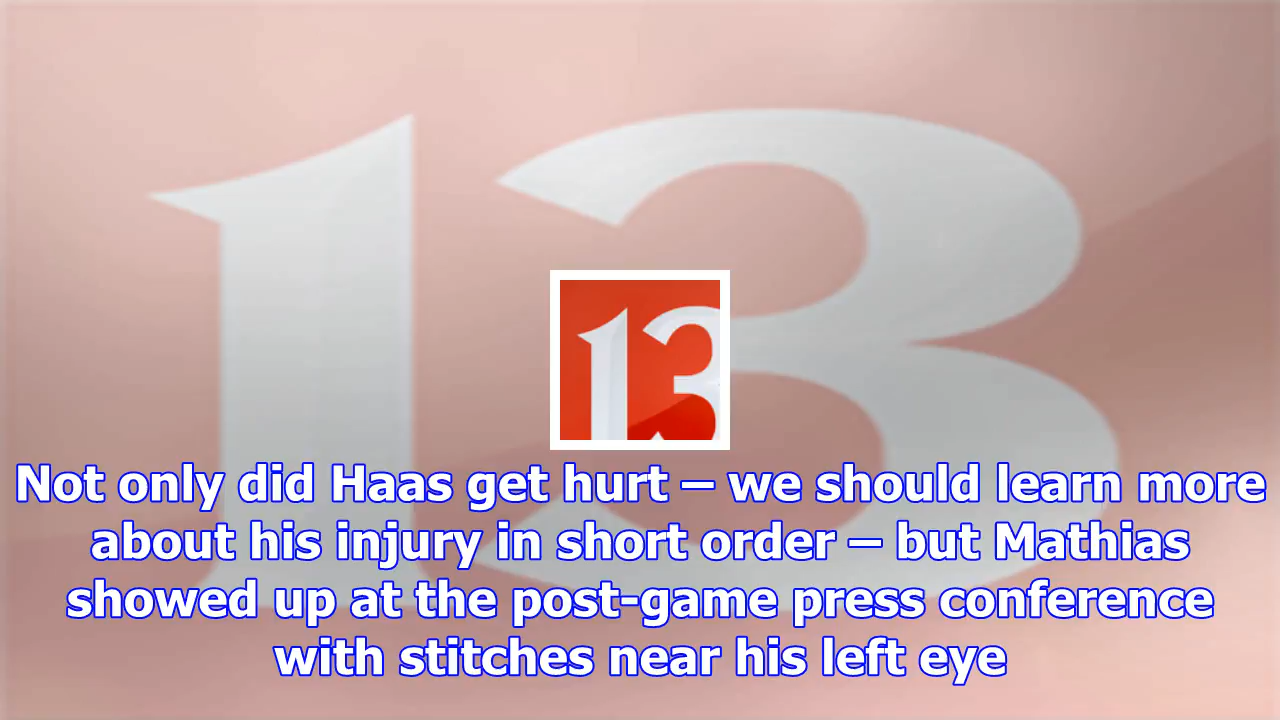 13
13
Not only did Haas get hurt – we should learn more
about his injury in short order – but Mathias
showed up at the post-game press conference
with stitches near his left eye